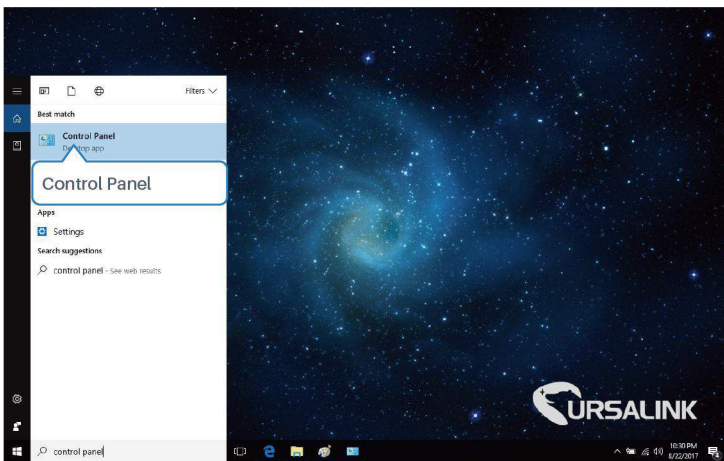 Filters
Best match
Control Panel
Desktop app
Control Panel
Apps
Settings
Search suggestions
control panel - See web results
URSALINK
control panel
10:30 PM
8/22/2017